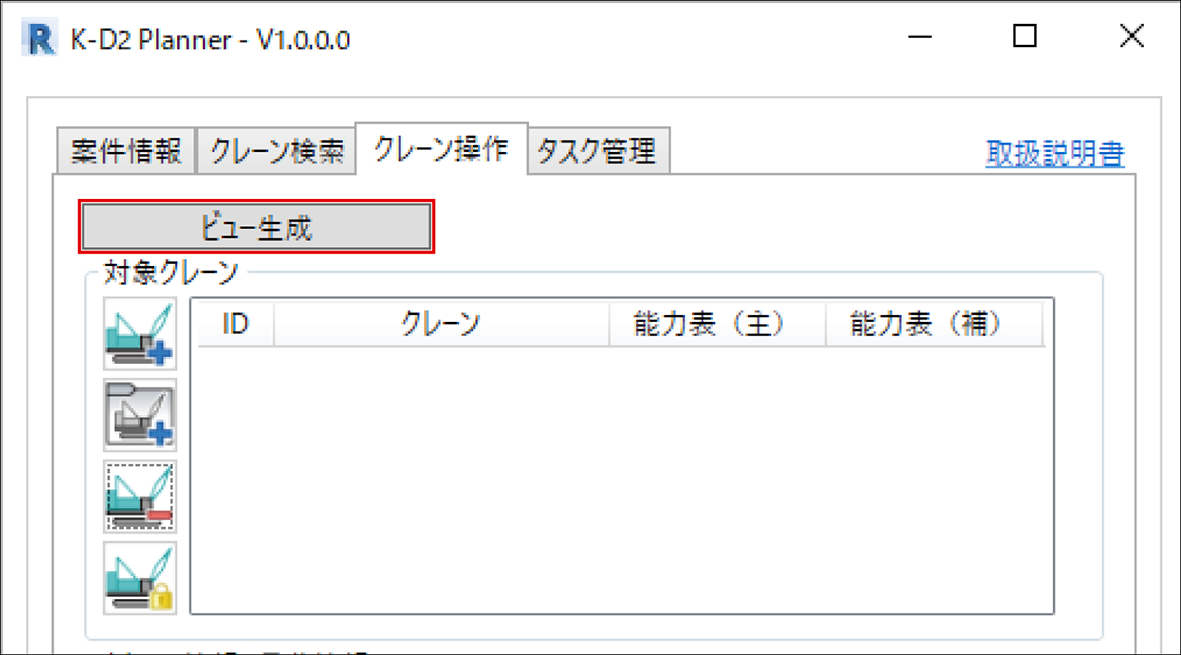 K-D2 Planner - V1.0.0.0
案件情報 クレーン検索 クレーン操作 タスク管理 取扱説明書
ビュー生成
対象クレーン
ID クレーン 能力表（主） 能力表（補）